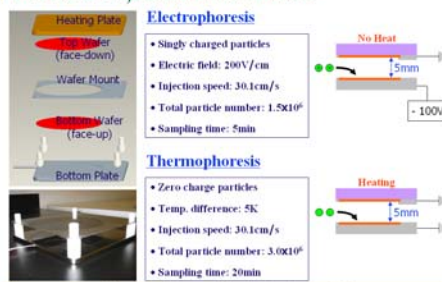 Heating Plate
Top Wafer
(face-down)
Wafer Mount
Bottom Wafer
(face-up)
Bottom Plate
Electrophoresis
• Singly charged particles
• Electric field: 200V/cm
• Injection speed: 30.1cm/s
• Total particle number: 1.5x10⁶
• Sampling time: 5min
No Heat
5mm
- 100V
Thermophoresis
• Zero charge particles
• Temp. difference: 5K
• Injection speed: 30.1cm/s
• Total particle number: 3.0x10⁶
• Sampling time: 20min
Heating
5mm